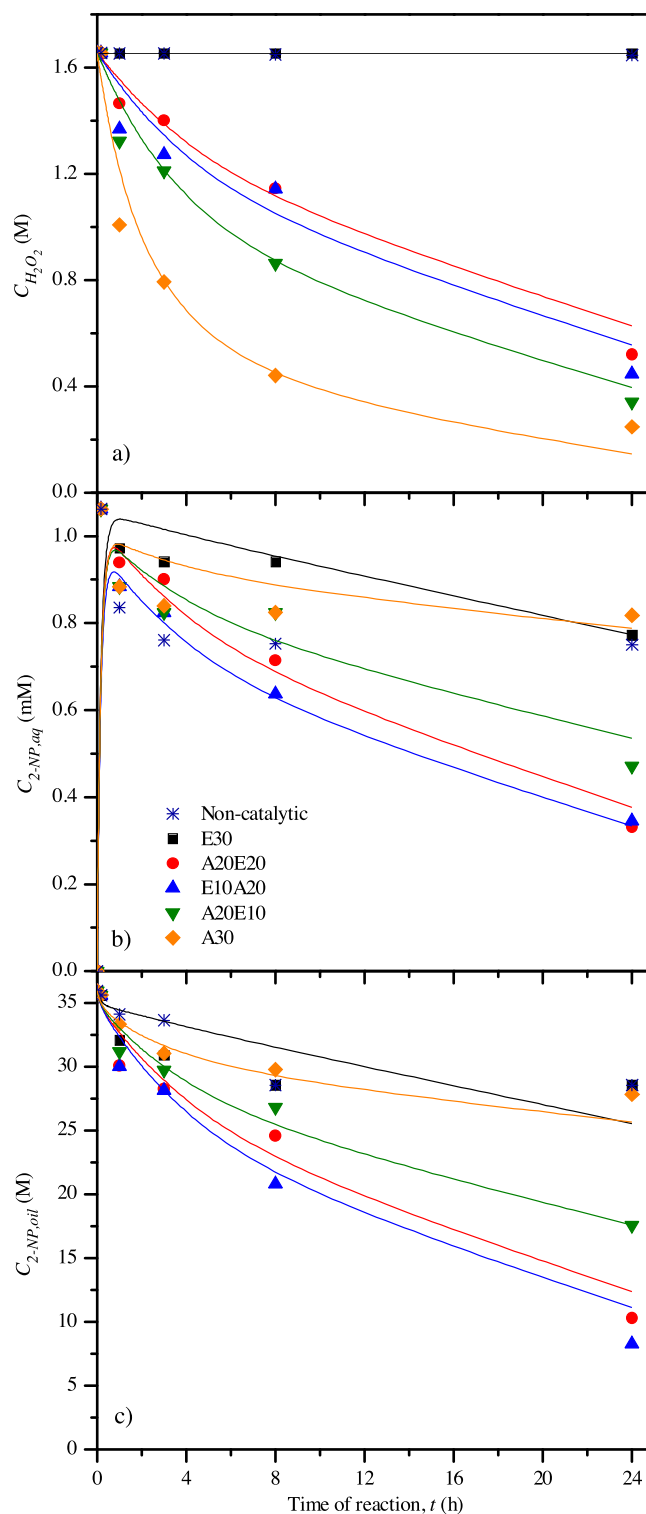 1.6
1.2
0.8
0.4
0.0
C_{H_2O_2} (M)
a)
1.0
0.8
0.6
0.4
0.2
0.0
C_{2-NP,aq} (mM)
Non-catalytic
E30
A20E20
E10A20
A20E10
A30
b)
35
30
25
20
15
10
5
0
C_{2-NP,oil} (M)
c)
0 4 8 12 16 20 24
Time of reaction, t (h)